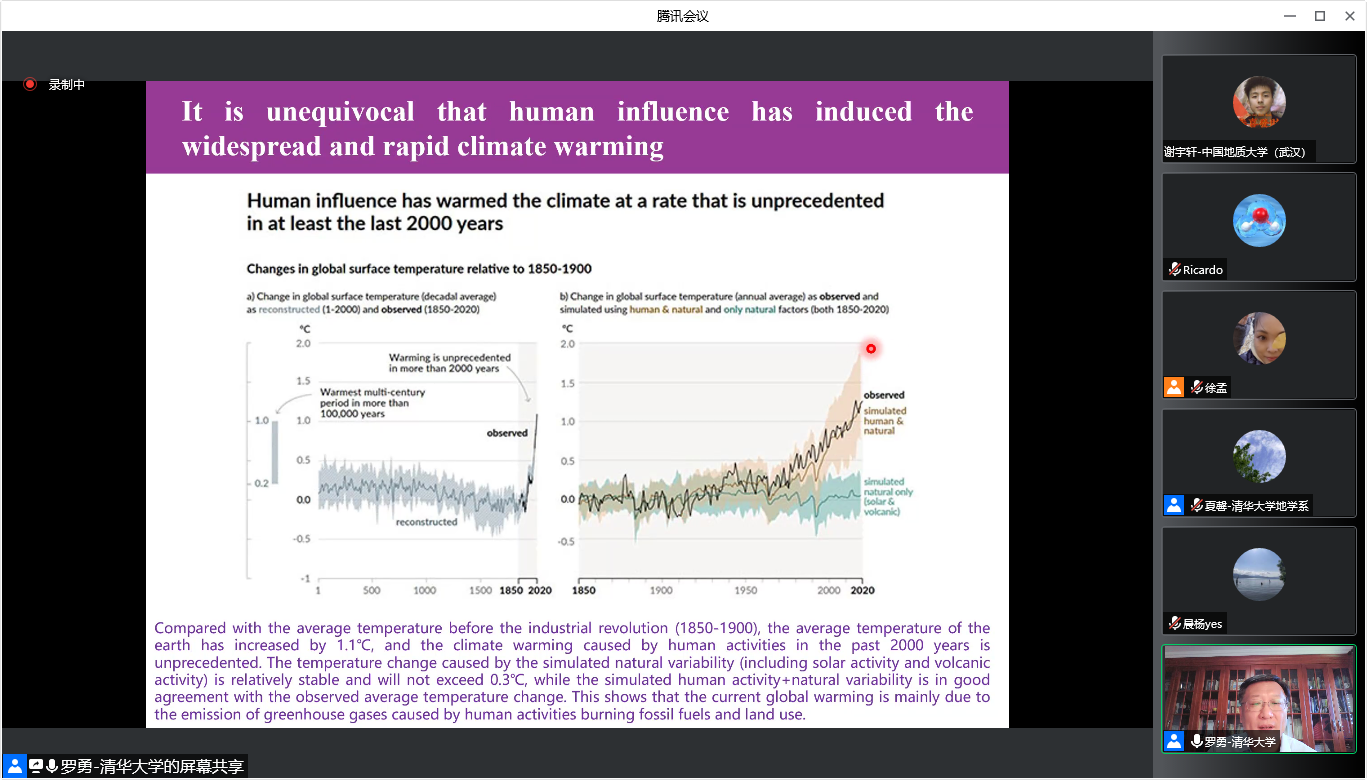 腾讯会议
录制中
It is unequivocal that human influence has induced the
widespread and rapid climate warming
Human influence has warmed the climate at a rate that is unprecedented
in at least the last 2000 years
Changes in global surface temperature relative to 1850-1900
a) Change in global surface temperature (decadal average)
as reconstructed (1-2000) and observed (1850-2020)
°C
2.0
1.5
1.0
0.5
0.0
-0.5
-1
1.0
0.2
Warming is unprecedented
in more than 2000 years
Warmest multi-century
period in more than
100,000 years
observed
reconstructed
1
500
1000
1500
1850
2020
b) Change in global surface temperature (annual average) as observed and
simulated using human & natural and only natural factors (both 1850-2020)
°C
2.0
1.5
1.0
0.5
0.0
-0.5
observed
simulated
human &
natural
simulated
natural only
(solar &
volcanic)
1850
1900
1950
2000
2020
Compared with the average temperature before the industrial revolution (1850-1900), the average temperature of the
earth has increased by 1.1℃, and the climate warming caused by human activities in the past 2000 years is
unprecedented. The temperature change caused by the simulated natural variability (including solar activity and volcanic
activity) is relatively stable and will not exceed 0.3℃, while the simulated human activity+natural variability is in good
agreement with the observed average temperature change. This shows that the current global warming is mainly due to
the emission of greenhouse gases caused by human activities burning fossil fuels and land use.
罗勇-清华大学的屏幕共享
谢宇轩-中国地质大学（武汉）
Ricardo
徐孟
夏馨-清华大学地学系
晨杨yes
罗勇-清华大学